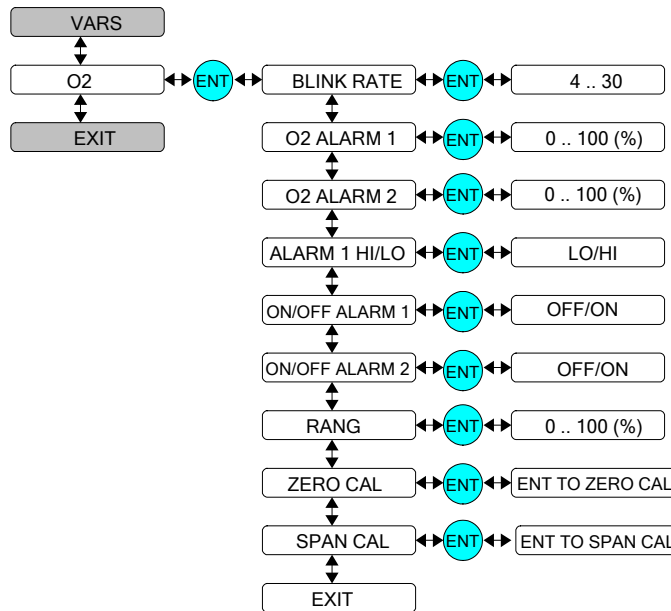 VARS
O2 ENT BLINK RATE ENT 4 .. 30
EXIT O2 ALARM 1 ENT 0 .. 100 (%)
O2 ALARM 2 ENT 0 .. 100 (%)
ALARM 1 HI/LO ENT LO/HI
ON/OFF ALARM 1 ENT OFF/ON
ON/OFF ALARM 2 ENT OFF/ON
RANG ENT 0 .. 100 (%)
ZERO CAL ENT ENT TO ZERO CAL
SPAN CAL ENT ENT TO SPAN CAL
EXIT